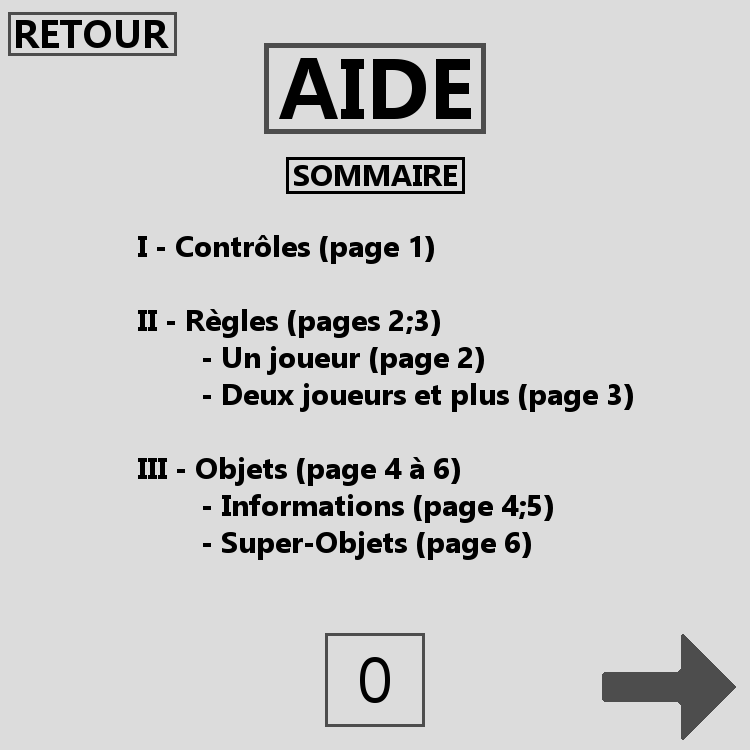 RETOUR
AIDE
SOMMAIRE
I - Contrôles (page 1)
II - Règles (pages 2;3)
- Un joueur (page 2)
- Deux joueurs et plus (page 3)
III - Objets (page 4 à 6)
- Informations (page 4;5)
- Super-Objets (page 6)
0